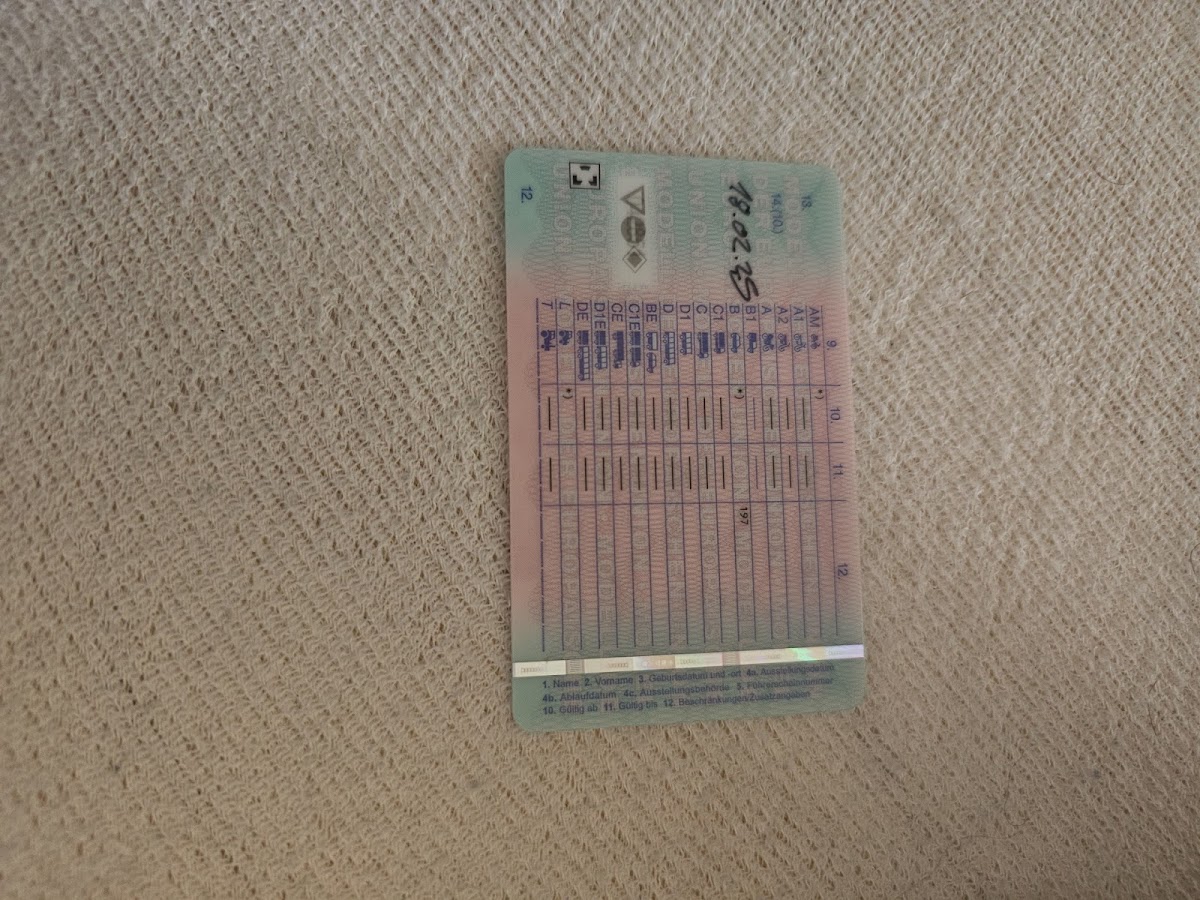 13.
14.(10.)
18.02.25
9. 10. 11. 12.
AM *)
A1 — —
A2 — —
A — —
B1 — —
B *) 197
C1 — —
C — —
D1 — —
D — —
BE — —
C1E — —
CE — —
D1E — —
DE — —
L *)
T — —
12.
1. Name 2. Vorname 3. Geburtsdatum und -ort 4a. Ausstellungsdatum
4b. Ablaufdatum 4c. Ausstellungsbehörde 5. Führerscheinnummer
10. Gültig ab 11. Gültig bis 12. Beschränkungen/Zusatzangaben